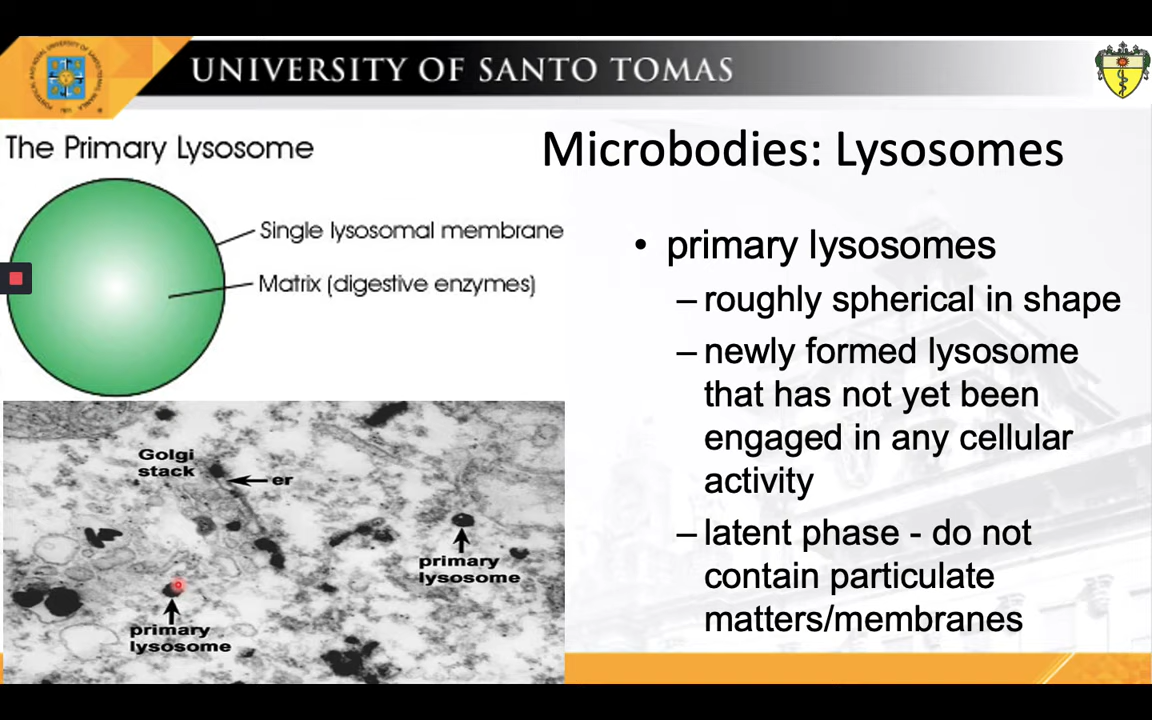 UNIVERSITY OF SANTO TOMAS
The Primary Lysosome
Single lysosomal membrane
Matrix (digestive enzymes)
Golgi
stack
er
primary
lysosome
primary
lysosome
Microbodies: Lysosomes
• primary lysosomes
– roughly spherical in shape
– newly formed lysosome
that has not yet been
engaged in any cellular
activity
– latent phase - do not
contain particulate
matters/membranes